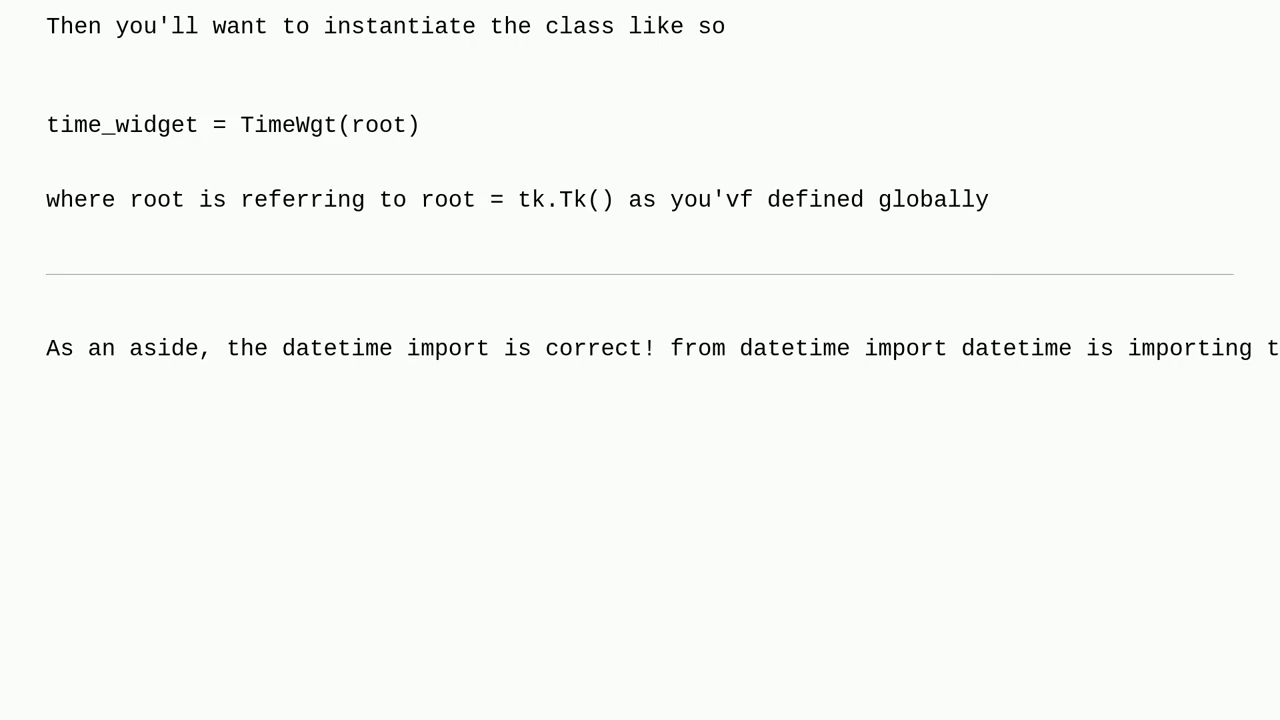 Then you'll want to instantiate the class like so
time_widget = TimeWgt(root)
where root is referring to root = tk.Tk() as you'vf defined globally
As an aside, the datetime import is correct! from datetime import datetime is importing